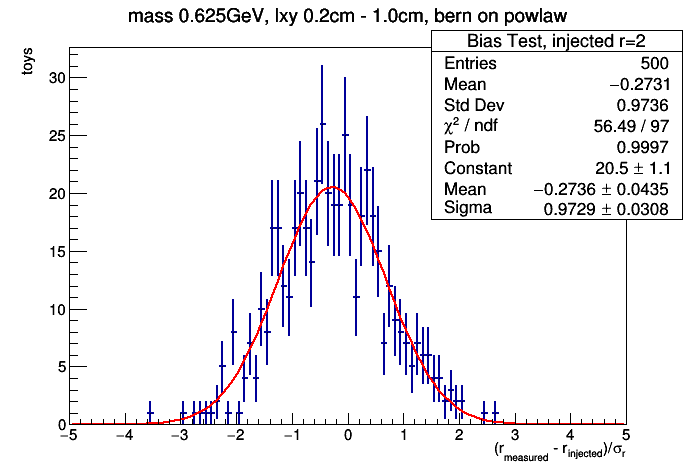 mass 0.625GeV, lxy 0.2cm - 1.0cm, bern on powlaw
Bias Test, injected r=2
Entries 500
Mean −0.2731
Std Dev 0.9736
χ² / ndf 56.49 / 97
Prob 0.9997
Constant 20.5 ± 1.1
Mean −0.2736 ± 0.0435
Sigma 0.9729 ± 0.0308
toys
30
25
20
15
10
5
0
−5 −4 −3 −2 −1 0 1 2 3 4 5
(r_measured - r_injected)/σ_r